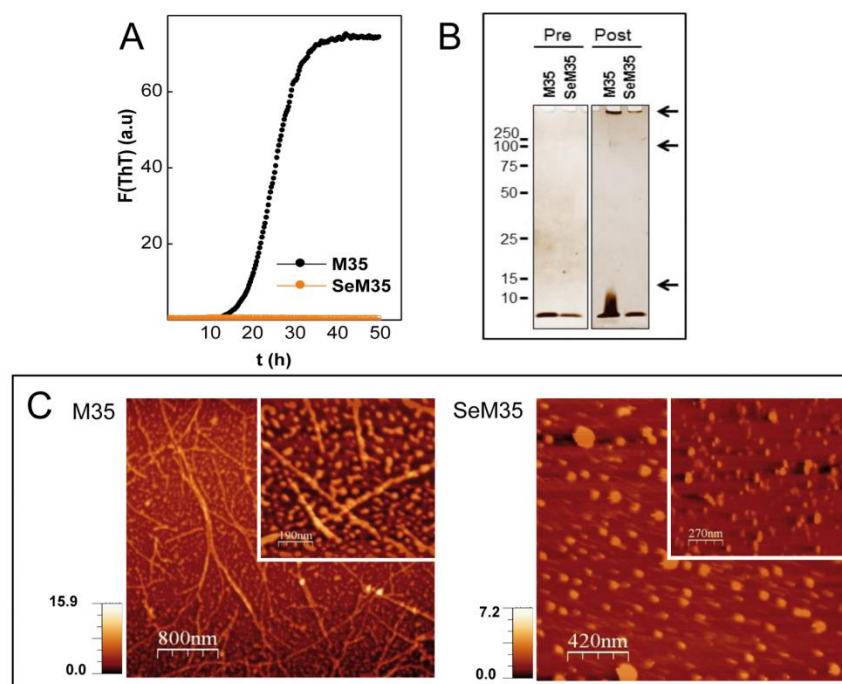 A
F(ThT) (a.u)
60
40
20
10 20 30 40 50
t (h)
M35
SeM35
B
Pre Post
M35 SeM35 M35 SeM35
250
100
75
50
25
15
10
C
M35
15.9
0.0
800nm
190nm
SeM35
7.2
0.0
420nm
270nm